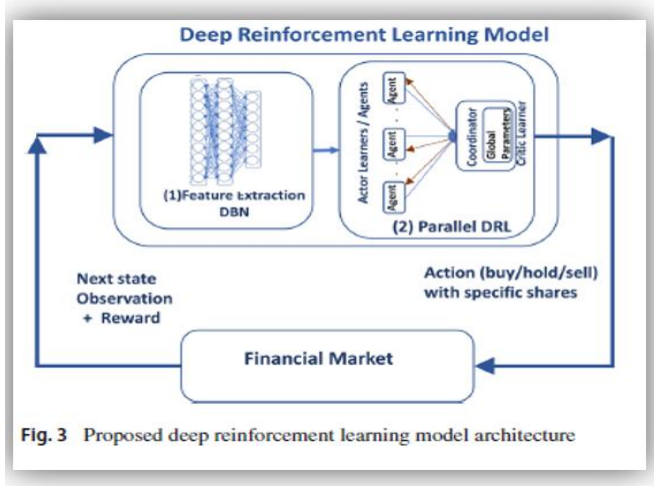 Deep Reinforcement Learning Model
(1)Feature Extraction
DBN
Actor Learners / Agents
Agent
Agent
Agent
Coordinator
Global
Parameters
Critic Learner
(2) Parallel DRL
Next state
Observation
+ Reward
Action (buy/hold/sell)
with specific shares
Financial Market
Fig. 3 Proposed deep reinforcement learning model architecture